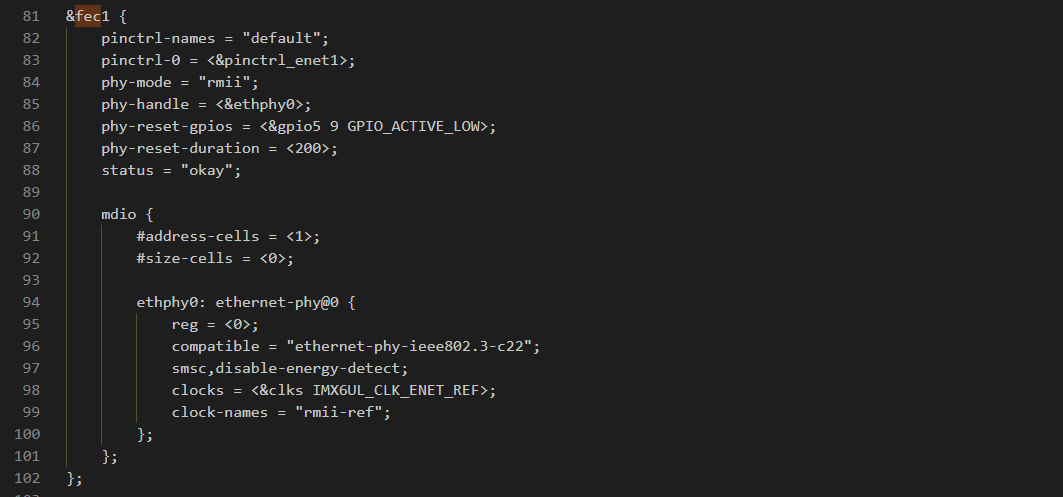 81 &fec1 {
82 pinctrl-names = "default";
83 pinctrl-0 = <&pinctrl_enet1>;
84 phy-mode = "rmii";
85 phy-handle = <&ethphy0>;
86 phy-reset-gpios = <&gpio5 9 GPIO_ACTIVE_LOW>;
87 phy-reset-duration = <200>;
88 status = "okay";
89
90 mdio {
91 #address-cells = <1>;
92 #size-cells = <0>;
93
94 ethphy0: ethernet-phy@0 {
95 reg = <0>;
96 compatible = "ethernet-phy-ieee802.3-c22";
97 smsc,disable-energy-detect;
98 clocks = <&clks IMX6UL_CLK_ENET_REF>;
99 clock-names = "rmii-ref";
100 };
101 };
102 };